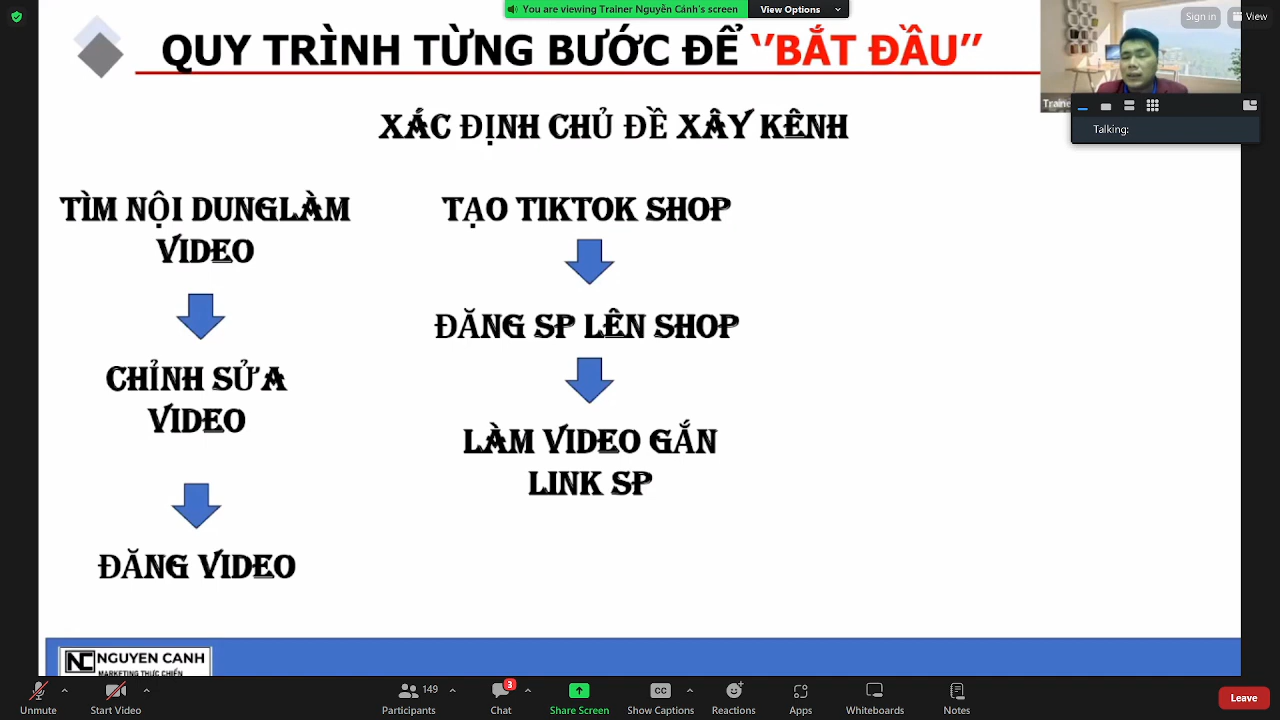 You are viewing Trainer Nguyễn Cảnh's screen
View Options
Sign in
View
QUY TRÌNH TỪNG BƯỚC ĐỂ ‘’BẮT ĐẦU’’
Talking:
XÁC ĐỊNH CHỦ ĐỀ XÂY KÊNH
TÌM NỘI DUNGLÀM
VIDEO
CHỈNH SỬA
VIDEO
ĐĂNG VIDEO
TẠO TIKTOK SHOP
ĐĂNG SP LÊN SHOP
LÀM VIDEO GẮN
LINK SP
NC NGUYEN CANH
MARKETING THỰC CHIẾN
Unmute
Start Video
149
Participants
3
Chat
Share Screen
CC
Show Captions
Reactions
Apps
Whiteboards
Notes
Leave